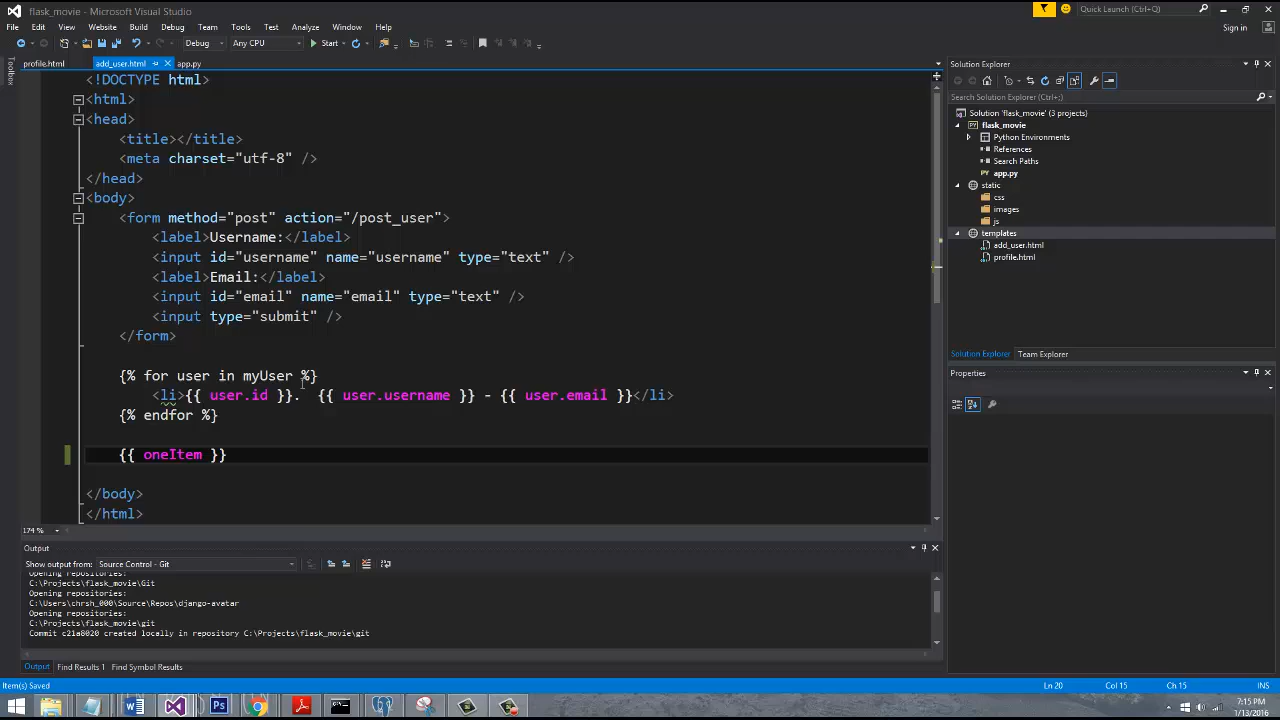 flask_movie - Microsoft Visual Studio
Quick Launch (Ctrl+;)
File Edit View Website Build Debug Team Tools Test Analyze Window Help
Sign in
Debug Any CPU Start
Toolbox
profile.html add_user.html app.py
<!DOCTYPE html>
<html>
<head>
<title></title>
<meta charset="utf-8" />
</head>
<body>
<form method="post" action="/post_user">
<label>Username:</label>
<input id="username" name="username" type="text" />
<label>Email:</label>
<input id="email" name="email" type="text" />
<input type="submit" />
</form>
{% for user in myUser %}
<li>{{ user.id }}. {{ user.username }} - {{ user.email }}</li>
{% endfor %}
{{ oneItem }}
</body>
</html>
174 %
Solution Explorer
Search Solution Explorer (Ctrl+;)
Solution 'flask_movie' (3 projects)
flask_movie
Python Environments
References
Search Paths
app.py
static
css
images
js
templates
add_user.html
profile.html
Solution Explorer Team Explorer
Properties
Output
Show output from: Source Control - Git
Opening repositories:
C:\Projects\flask_movie\Git
Opening repositories:
C:\Users\chrsh_000\Source\Repos\django-avatar
Opening repositories:
C:\Projects\flask_movie\git
Commit c21a8020 created locally in repository C:\Projects\flask_movie\git
Output Find Results 1 Find Symbol Results
Item(s) Saved Ln 20 Col 15 Ch 15 INS
7:15 PM
1/13/2016